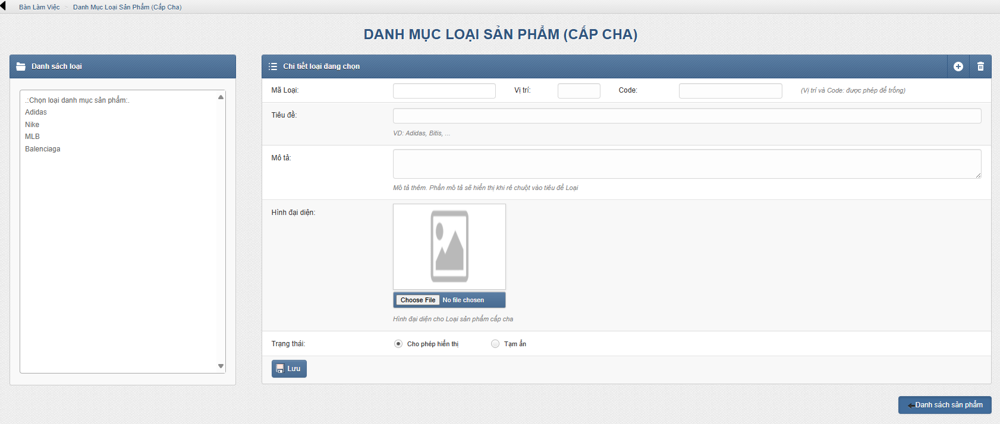 Bàn Làm Việc > Danh Mục Loại Sản Phẩm (Cấp Cha)
DANH MỤC LOẠI SẢN PHẨM (CẤP CHA)
Danh sách loại
.:Chọn loại danh mục sản phẩm:.
Adidas
Nike
MLB
Balenciaga
Chi tiết loại đang chọn
Mã Loại: Vị trí: Code: (Vị trí và Code: được phép để trống)
Tiêu đề:
VD: Adidas, Bitis, ...
Mô tả:
Mô tả thêm. Phần mô tả sẽ hiển thị khi rê chuột vào tiêu đề Loại
Hình đại diện:
Choose File No file chosen
Hình đại diện cho Loại sản phẩm cấp cha
Trạng thái: Cho phép hiển thị Tạm ẩn
Lưu
Danh sách sản phẩm